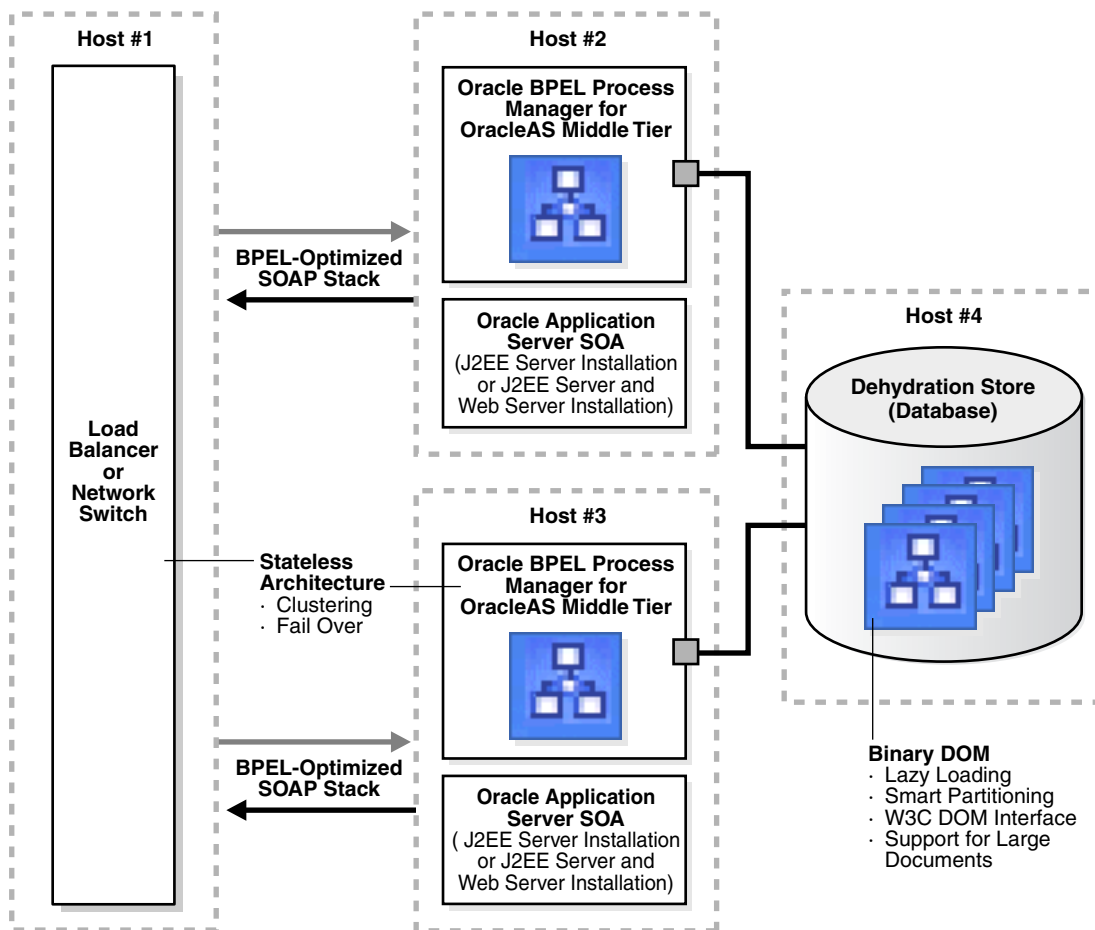 Host #1
Load
Balancer
or
Network
Switch
BPEL-Optimized
SOAP Stack
Stateless
Architecture
· Clustering
· Fail Over
BPEL-Optimized
SOAP Stack
Host #2
Oracle BPEL Process
Manager for
OracleAS Middle Tier
Oracle Application
Server SOA
(J2EE Server Installation
or J2EE Server and
Web Server Installation)
Host #3
Oracle BPEL Process
Manager for
OracleAS Middle Tier
Oracle Application
Server SOA
( J2EE Server Installation
or J2EE Server and
Web Server Installation)
Host #4
Dehydration Store
(Database)
Binary DOM
· Lazy Loading
· Smart Partitioning
· W3C DOM Interface
· Support for Large
Documents